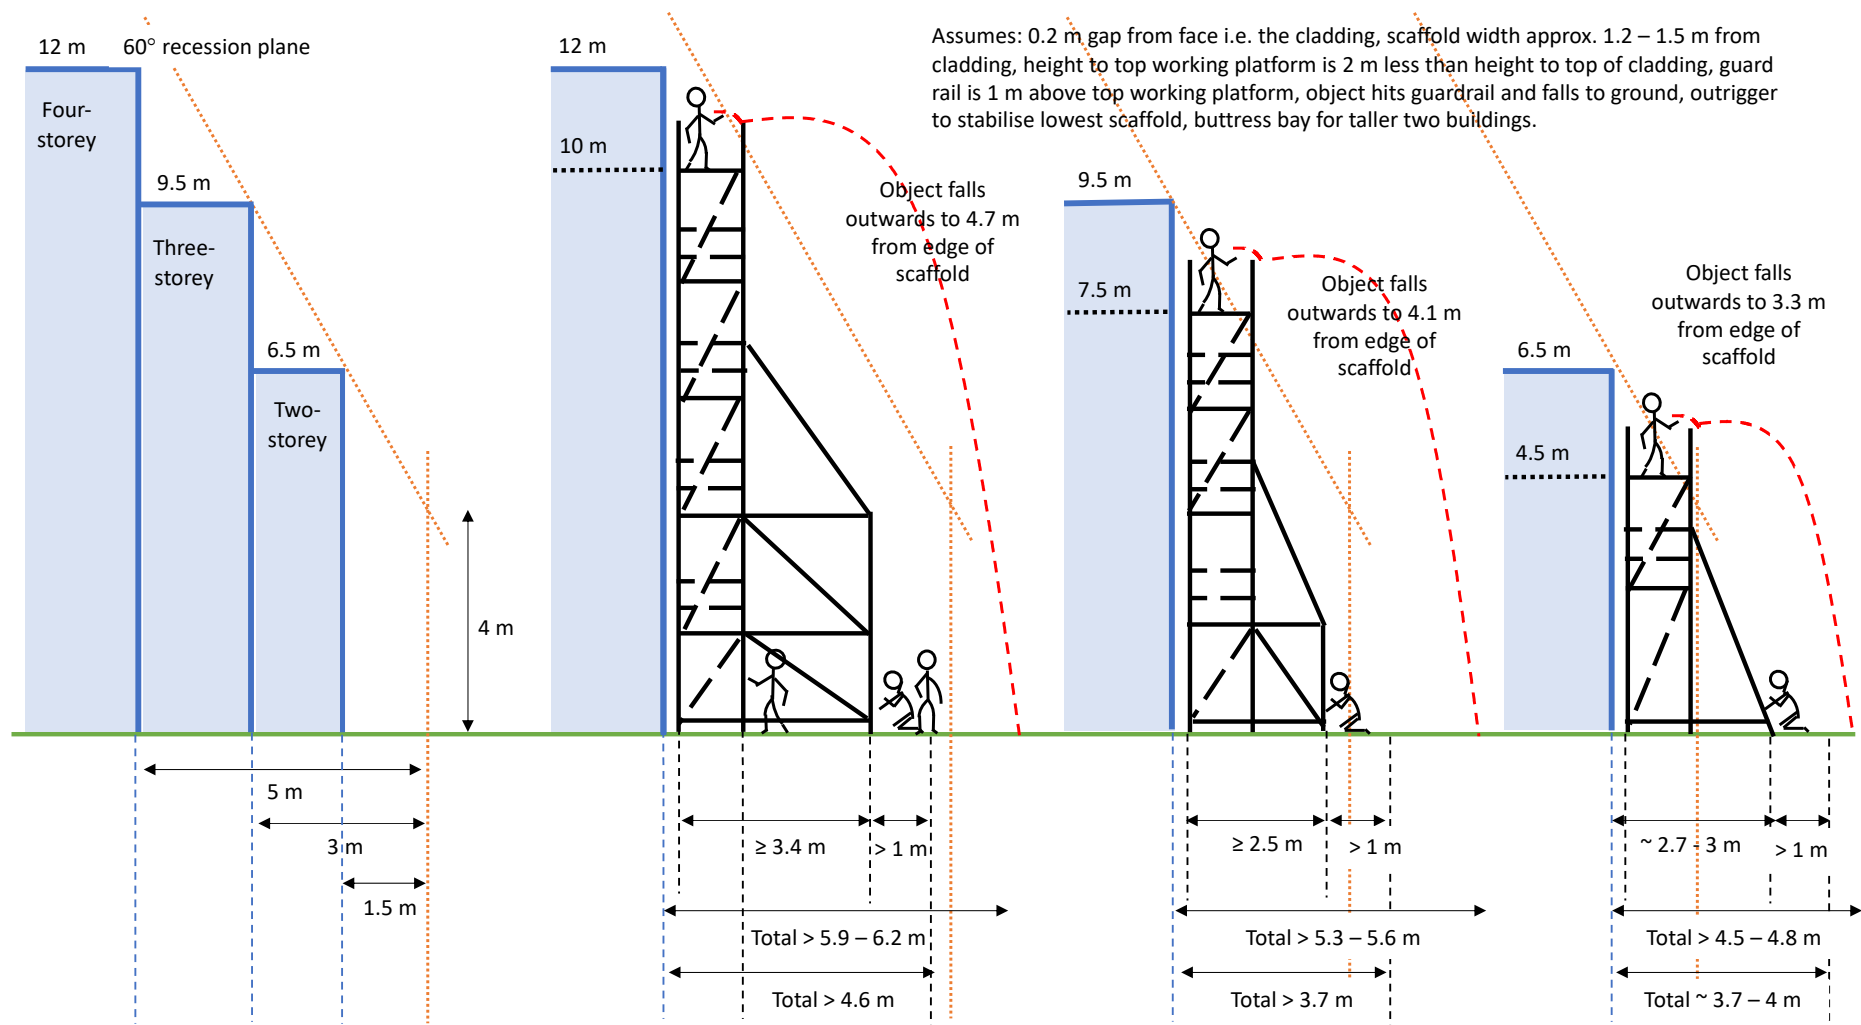 12 m
60° recession plane
Four-
storey
9.5 m
Three-
storey
6.5 m
Two-
storey
4 m
5 m
3 m
1.5 m
12 m
10 m
Object falls
outwards to 4.7 m
from edge of
scaffold
≥ 3.4 m
> 1 m
Total > 5.9 – 6.2 m
Total > 4.6 m
Assumes: 0.2 m gap from face i.e. the cladding, scaffold width approx. 1.2 – 1.5 m from
cladding, height to top working platform is 2 m less than height to top of cladding, guard
rail is 1 m above top working platform, object hits guardrail and falls to ground, outrigger
to stabilise lowest scaffold, buttress bay for taller two buildings.
9.5 m
7.5 m
Object falls
outwards to 4.1 m
from edge of
scaffold
≥ 2.5 m
> 1 m
Total > 5.3 – 5.6 m
Total > 3.7 m
6.5 m
4.5 m
Object falls
outwards to 3.3 m
from edge of
scaffold
~ 2.7 - 3 m
> 1 m
Total > 4.5 – 4.8 m
Total ~ 3.7 – 4 m